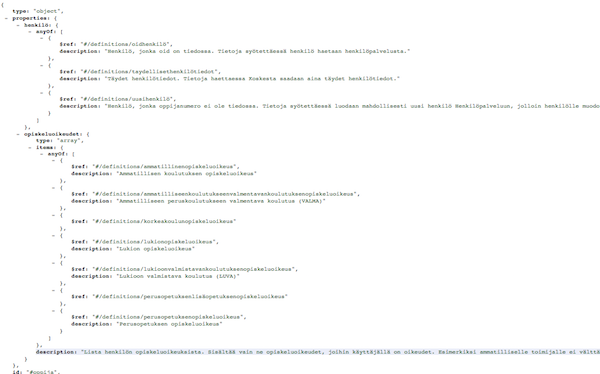 {
type: "object",
- properties: {
- henkilö: {
- anyOf: [
- {
$ref: "#/definitions/oidhenkilö",
description: "Henkilö, jonka oid on tiedossa. Tietoja syötettäessä henkilö haetaan henkilöpalvelusta."
},
- {
$ref: "#/definitions/taydellisethenkilötiedot",
description: "Täydet henkilötiedot. Tietoja haettaessa Koskesta saadaan aina täydet henkilötiedot."
},
- {
$ref: "#/definitions/uusihenkilö",
description: "Henkilö, jonka oppijanumero ei ole tiedossa. Tietoja syötettäessä luodaan mahdollisesti uusi henkilö Henkilöpalveluun, jolloin henkilölle muodo
}
]
},
- opiskeluoikeudet: {
type: "array",
- items: {
- anyOf: [
- {
$ref: "#/definitions/ammatillinenopiskeluoikeus",
description: "Ammatillisen koulutuksen opiskeluoikeus"
},
- {
$ref: "#/definitions/ammatilliseenkoulutukseenvalmentavankoulutuksenopiskeluoikeus",
description: "Ammatilliseen peruskoulutukseen valmentava koulutus (VALMA)"
},
- {
$ref: "#/definitions/korkeakoulunopiskeluoikeus"
},
- {
$ref: "#/definitions/lukionopiskeluoikeus",
description: "Lukion opiskeluoikeus"
},
- {
$ref: "#/definitions/lukioonvalmistavankoulutuksenopiskeluoikeus",
description: "Lukioon valmistava koulutus (LUVA)"
},
- {
$ref: "#/definitions/perusopetuksenlisäopetuksenopiskeluoikeus"
},
- {
$ref: "#/definitions/perusopetuksenopiskeluoikeus",
description: "Perusopetuksen opiskeluoikeus"
}
]
},
description: "Lista henkilön opiskeluoikeuksista. Sisältää vain ne opiskeluoikeudet, joihin käyttäjällä on oikeudet. Esimerkiksi ammatilliselle toimijalle ei välttä
}
},
id: "#oppija",